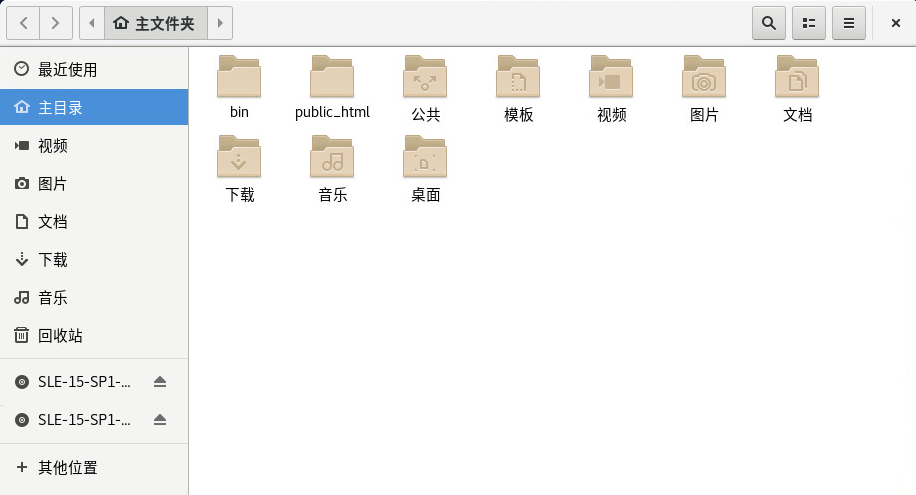 主文件夹
最近使用
主目录
视频
图片
文档
下载
音乐
回收站
SLE-15-SP1-...
SLE-15-SP1-...
其他位置
bin
public_html
公共
模板
视频
图片
文档
下载
音乐
桌面